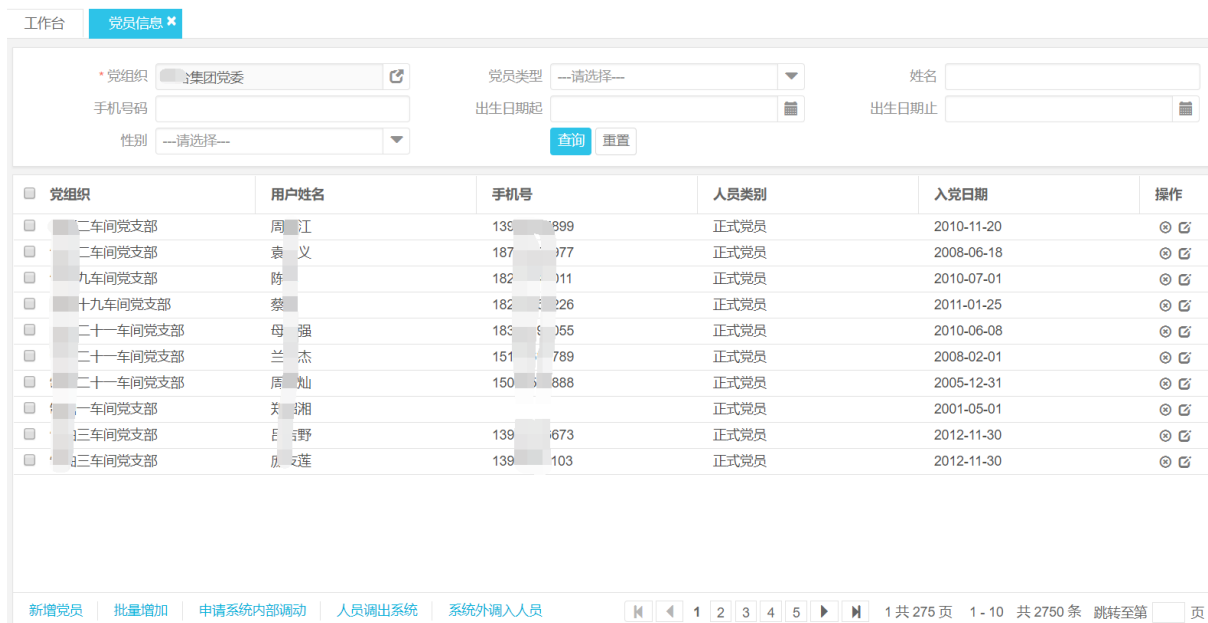 工作台 党员信息
* 党组织 集团党委 党员类型 ---请选择--- 姓名
手机号码 出生日期起 出生日期止
性别 ---请选择--- 查询 重置
党组织 用户姓名 手机号 人员类别 入党日期 操作
二车间党支部 周 江 139 899 正式党员 2010-11-20
二车间党支部 袁 义 187 977 正式党员 2008-06-18
九车间党支部 陈 182 011 正式党员 2010-07-01
十九车间党支部 蔡 182 226 正式党员 2011-01-25
二十一车间党支部 母 强 183 055 正式党员 2010-06-08
二十一车间党支部 兰 杰 151 789 正式党员 2008-02-01
二十一车间党支部 周 灿 150 888 正式党员 2005-12-31
一车间党支部 郑 湘 正式党员 2001-05-01
三车间党支部 吕 野 139 6673 正式党员 2012-11-30
三车间党支部 莲 139 103 正式党员 2012-11-30
新增党员 批量增加 申请系统内部调动 人员调出系统 系统外调入人员 1 2 3 4 5 1 共 275 页 1 - 10 共 2750 条 跳转至第 页